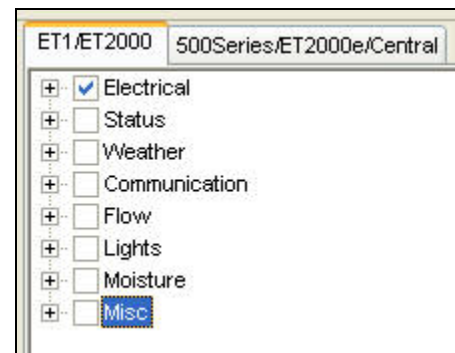 ET1/ET2000 500Series/ET2000e/Central
Electrical
Status
Weather
Communication
Flow
Lights
Moisture
Misc